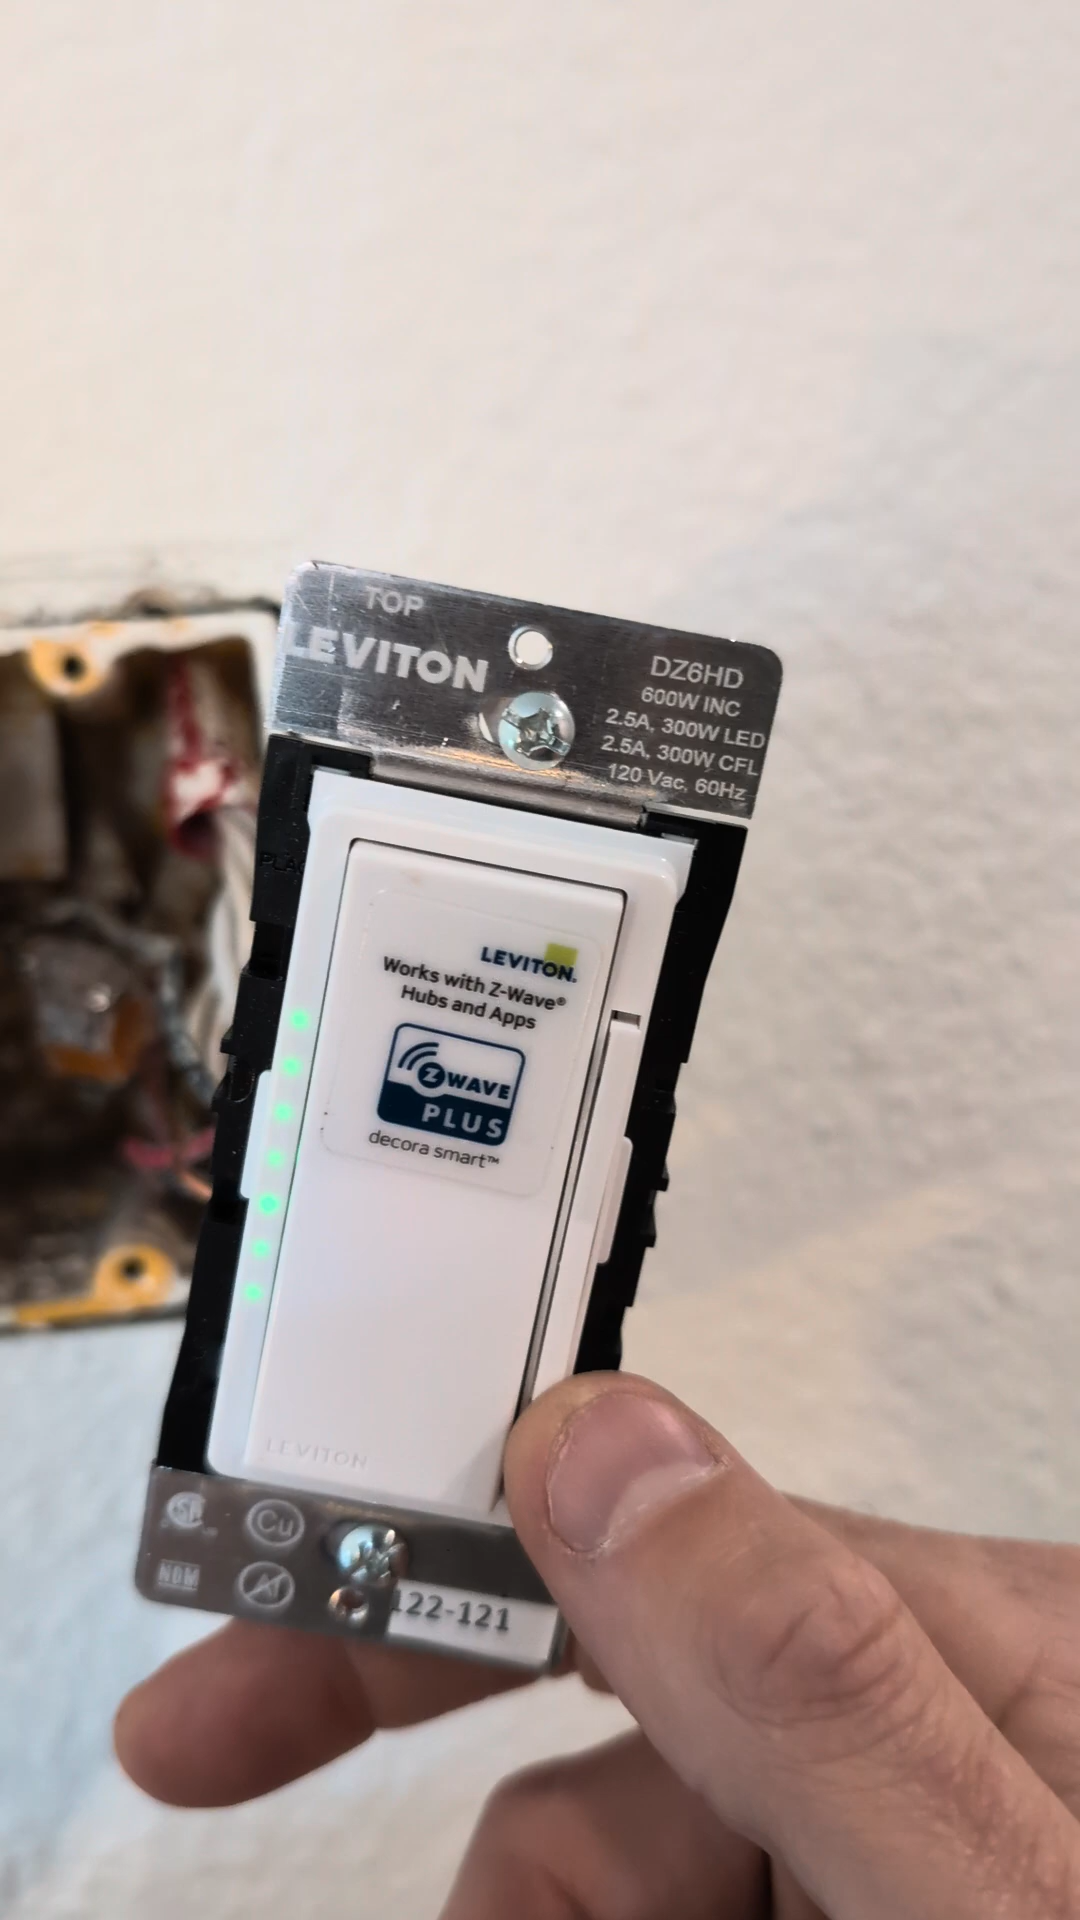 TOP
LEVITON
DZ6HD
600W INC
2.5A, 300W LED
2.5A, 300W CFL
120 Vac, 60Hz
LEVITON
Works with Z-Wave®
Hubs and Apps
Z WAVE
PLUS
decora smart™
LEVITON
Cu
NOM
Al
122-121